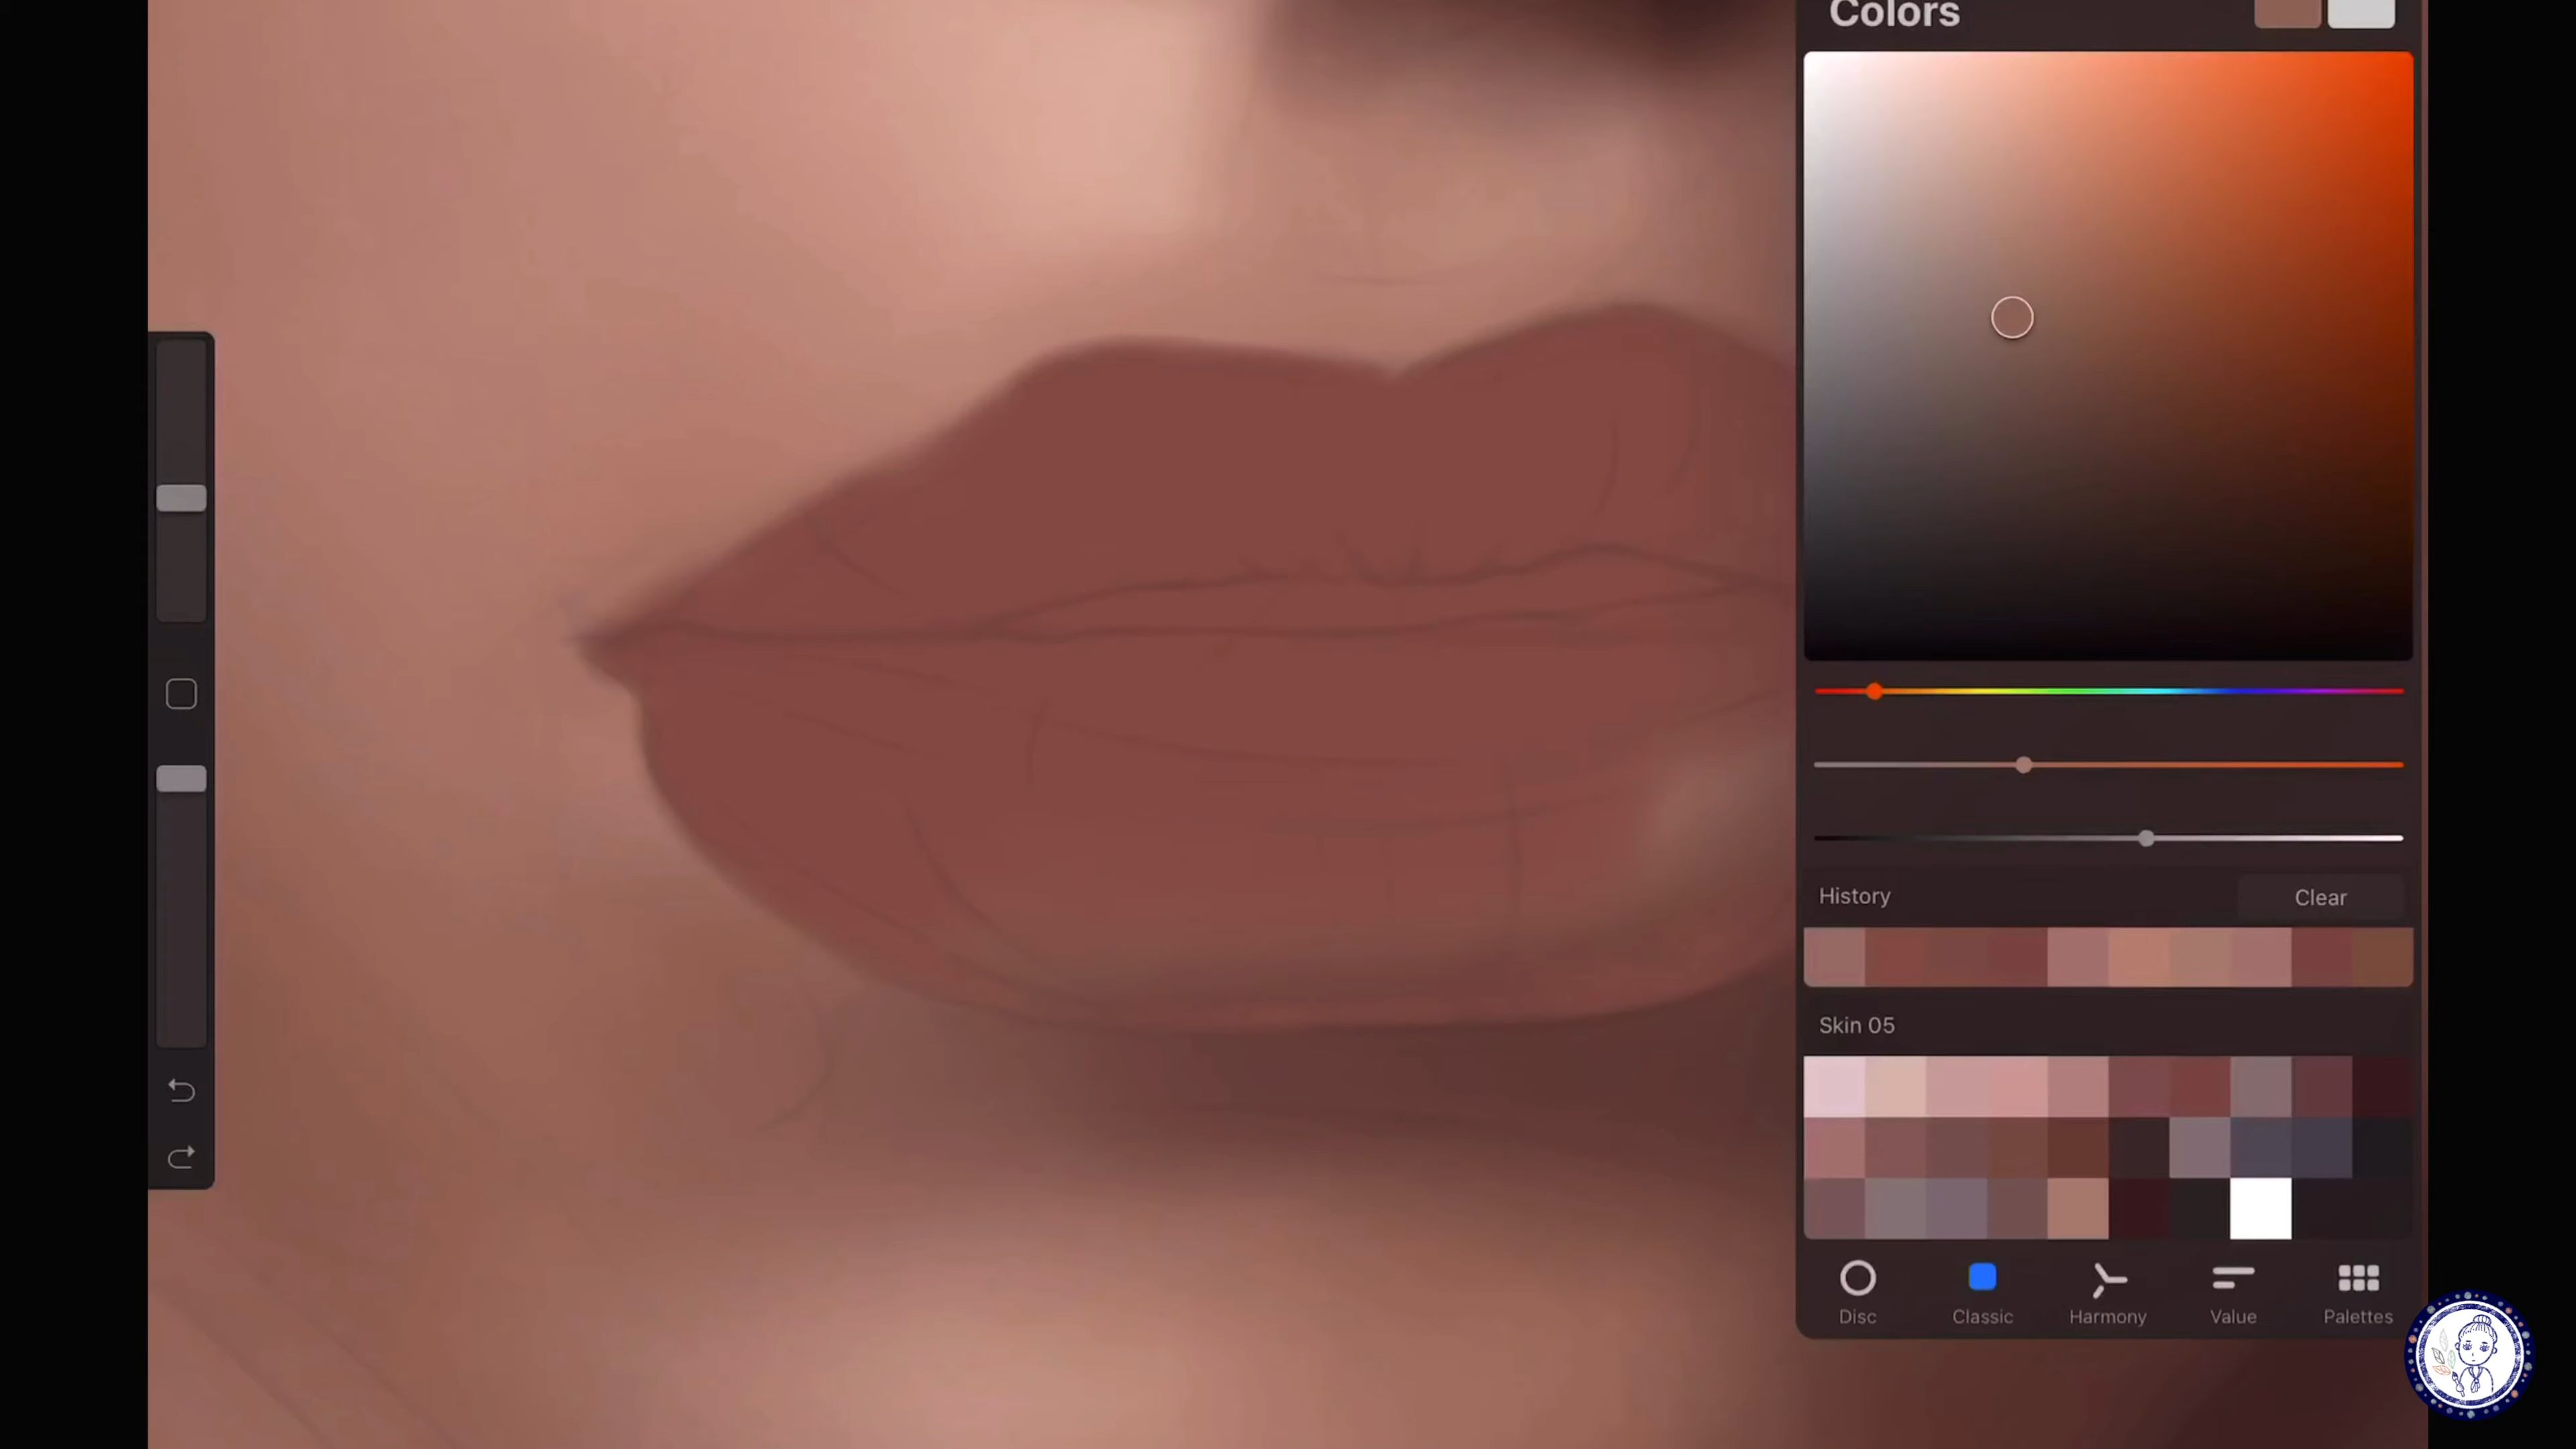 Colors
History
Clear
Skin 05
Disc
Classic
Harmony
Value
Palettes